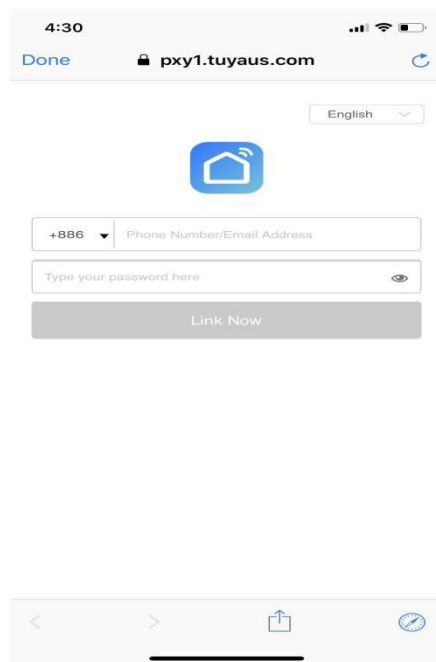 4:30
Done pxy1.tuyaus.com
English
+886 Phone Number/Email Address
Type your password here
Link Now